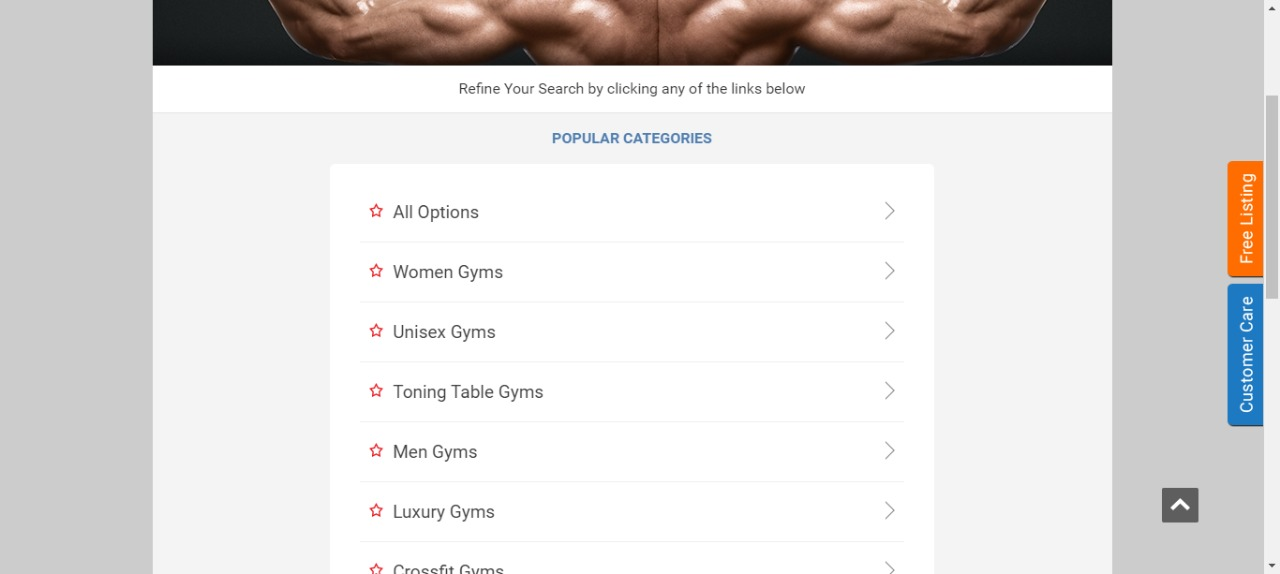 Refine Your Search by clicking any of the links below
POPULAR CATEGORIES
All Options
Women Gyms
Unisex Gyms
Toning Table Gyms
Men Gyms
Luxury Gyms
Crossfit Gyms
Free Listing
Customer Care